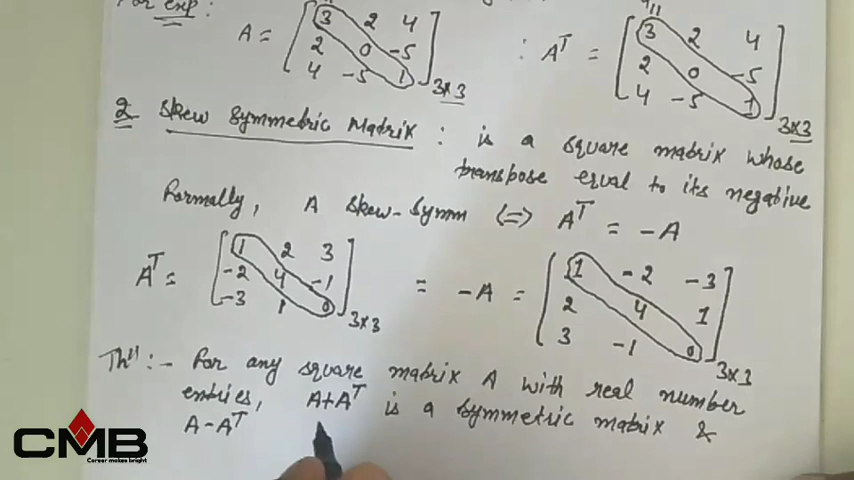 For exp:
A = [ 3 2 4
2 0 -5
4 -5 1 ] 3x3
: A^T = [ 3 2 4
2 0 -5
4 -5 1 ] 3x3
2 Skew Symmetric Matrix : is a square matrix whose
transpose equal to its negative
Formally, A skew-symm <=> A^T = -A
A^T = [ 1 2 3
-2 4 -1
-3 1 0 ] 3x3
= -A = [ 1 -2 -3
2 4 1
3 -1 0 ] 3x3
Th^n :- For any square matrix A with real number
entries, A+A^T is a symmetric matrix &
A-A^T
CMB
Career makes bright